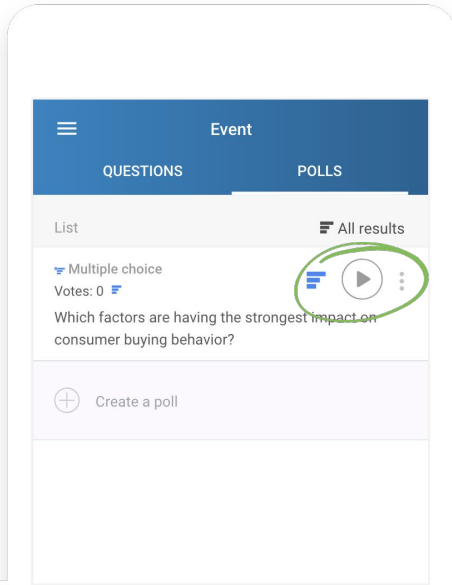 Event
QUESTIONS POLLS
List All results
Multiple choice
Votes: 0
Which factors are having the strongest impact on
consumer buying behavior?
Create a poll